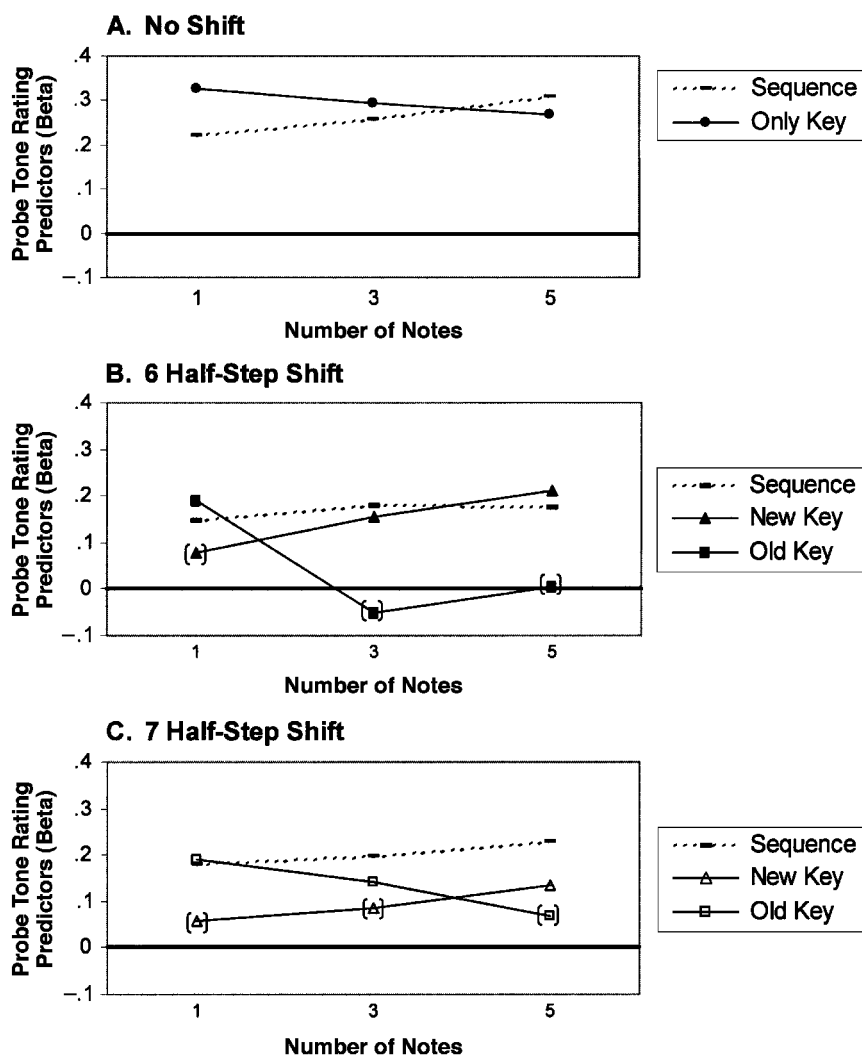 A. No Shift
Probe Tone Rating
Predictors (Beta)
.4
.3
.2
.1
0
−.1
1 3 5
Number of Notes
Sequence
Only Key
B. 6 Half-Step Shift
Probe Tone Rating
Predictors (Beta)
.4
.3
.2
.1
0
−.1
1 3 5
Number of Notes
Sequence
New Key
Old Key
C. 7 Half-Step Shift
Probe Tone Rating
Predictors (Beta)
.4
.3
.2
.1
0
−.1
1 3 5
Number of Notes
Sequence
New Key
Old Key